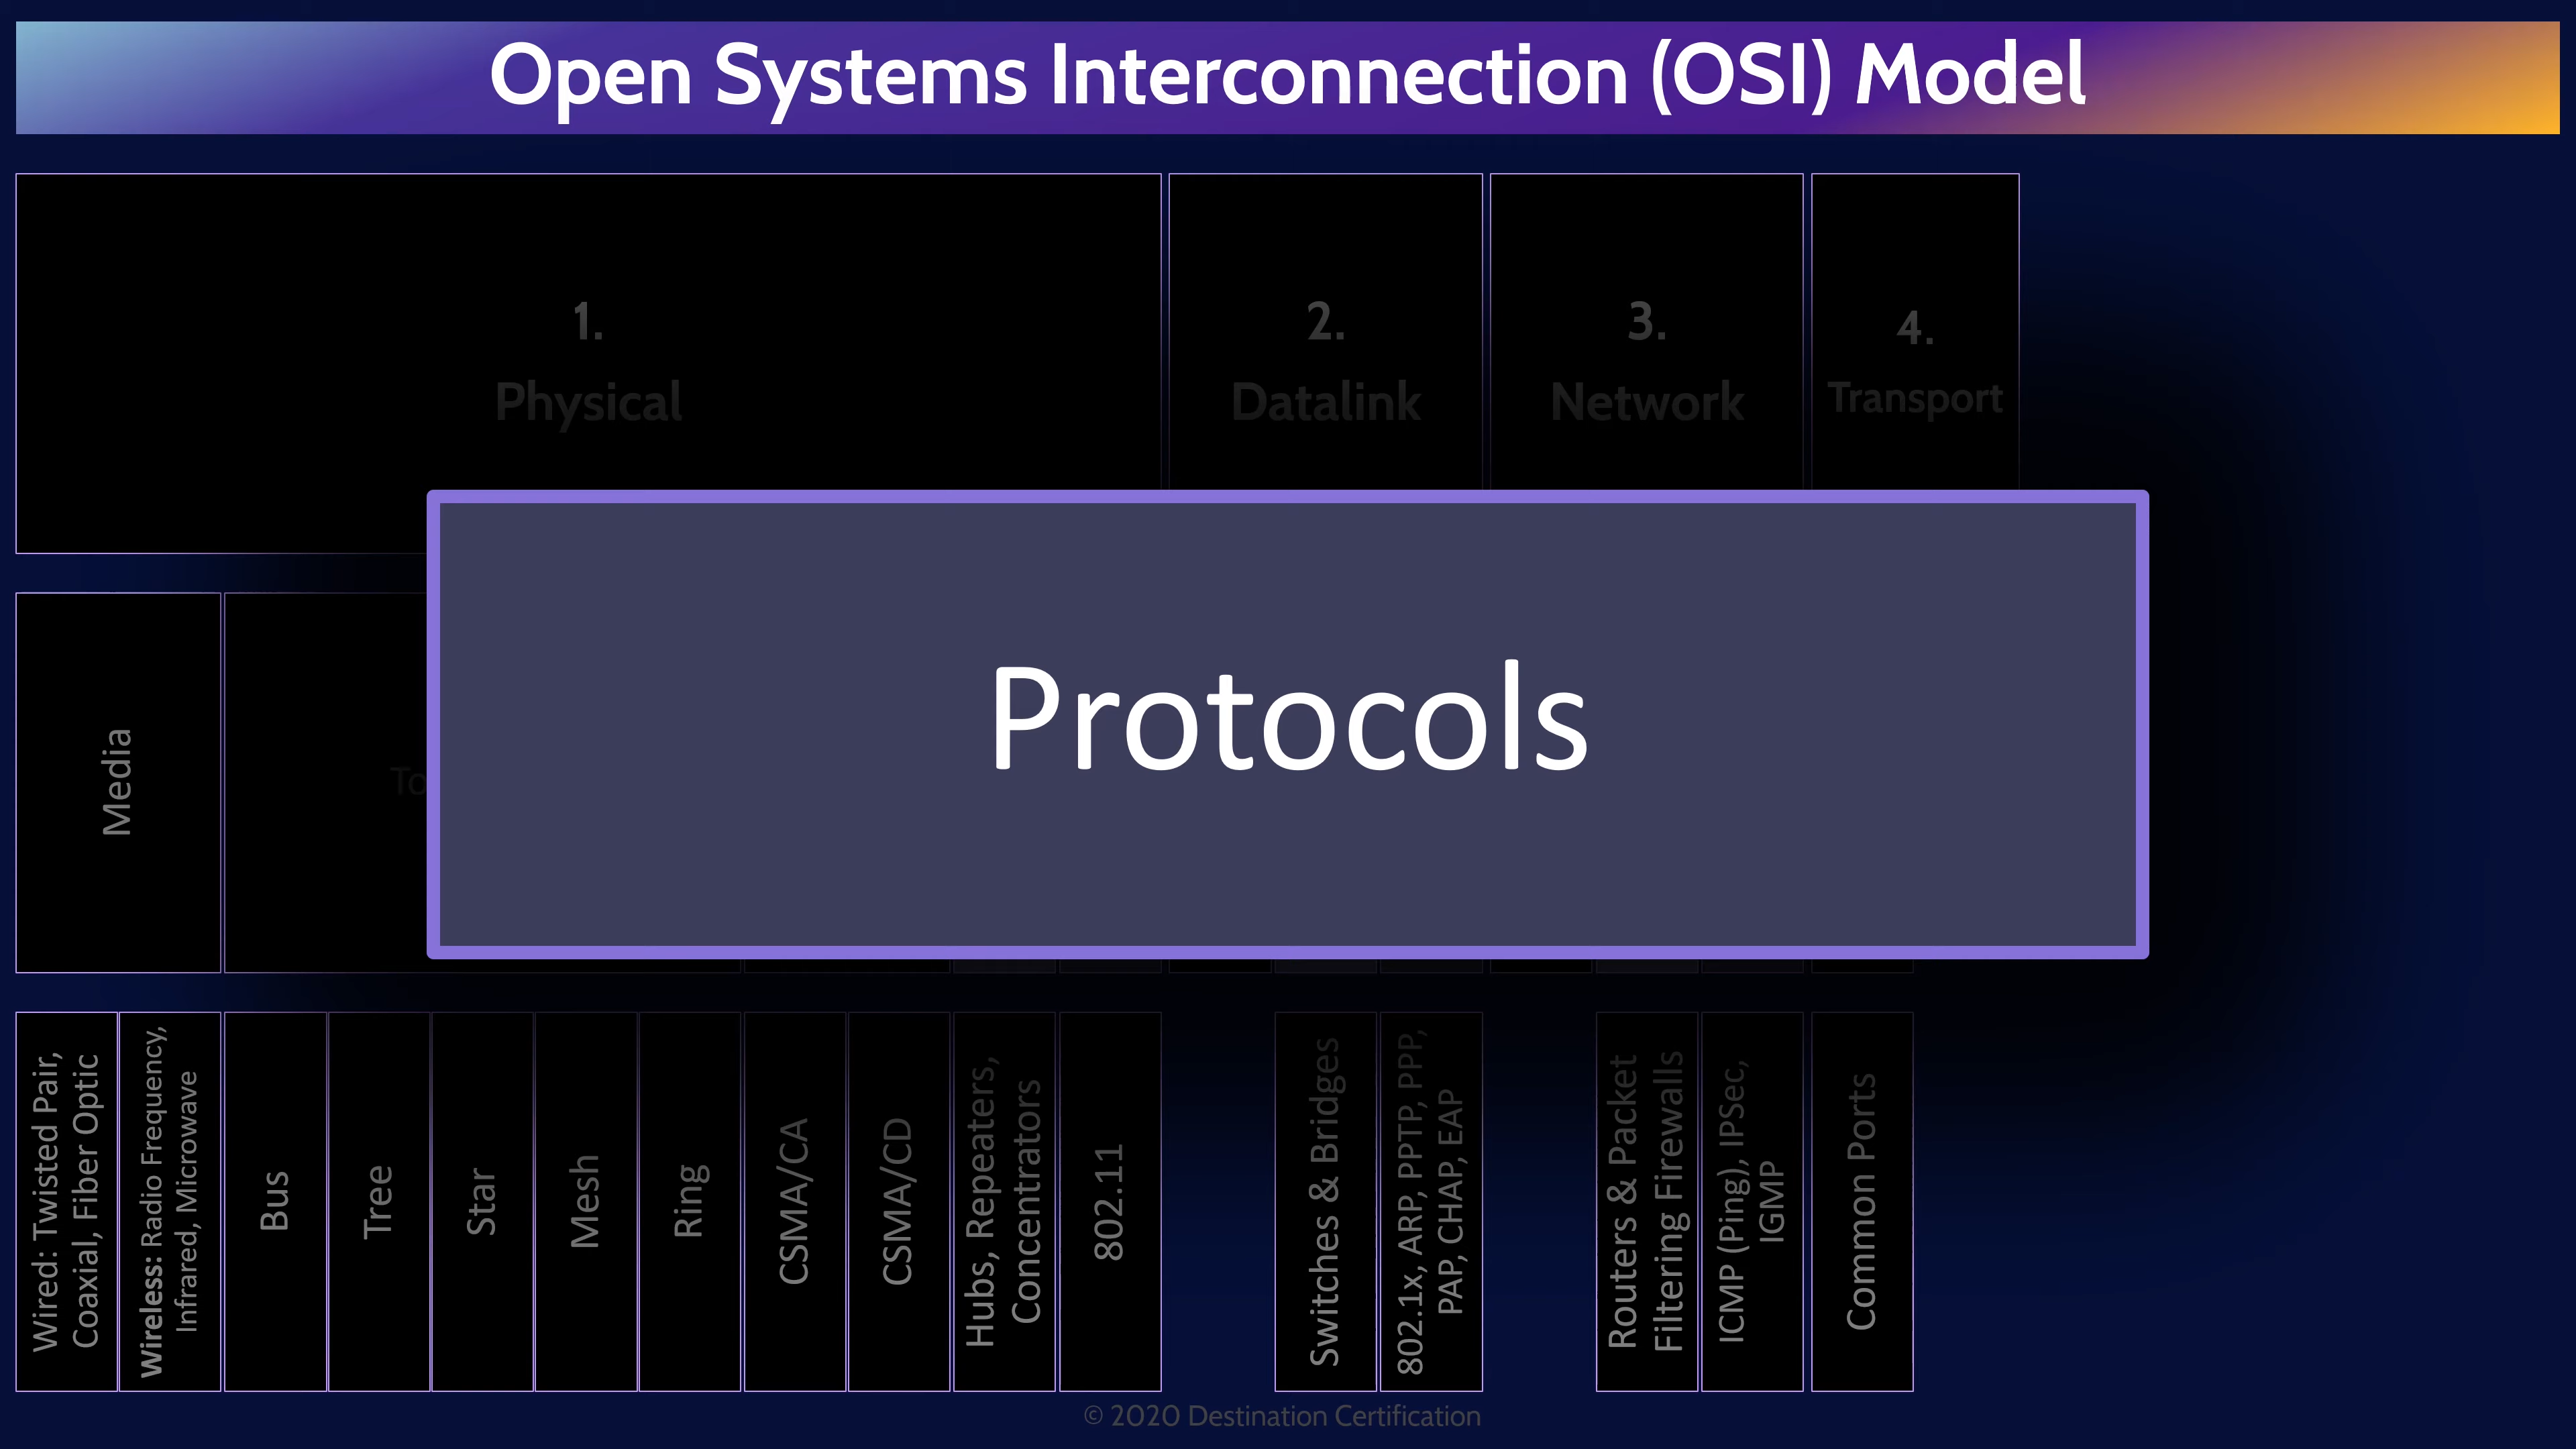 Open Systems Interconnection (OSI) Model
1.
Physical
2.
Datalink
3.
Network
4.
Transport
Media
To
Protocols
Wired: Twisted Pair,
Coaxial, Fiber Optic
Wireless: Radio Frequency,
Infrared, Microwave
Bus
Tree
Star
Mesh
Ring
CSMA/CA
CSMA/CD
Hubs, Repeaters,
Concentrators
802.11
Switches & Bridges
802.1x, ARP, PPTP, PPP,
PAP, CHAP, EAP
Routers & Packet
Filtering Firewalls
ICMP (Ping), IPSec,
IGMP
Common Ports
© 2020 Destination Certification